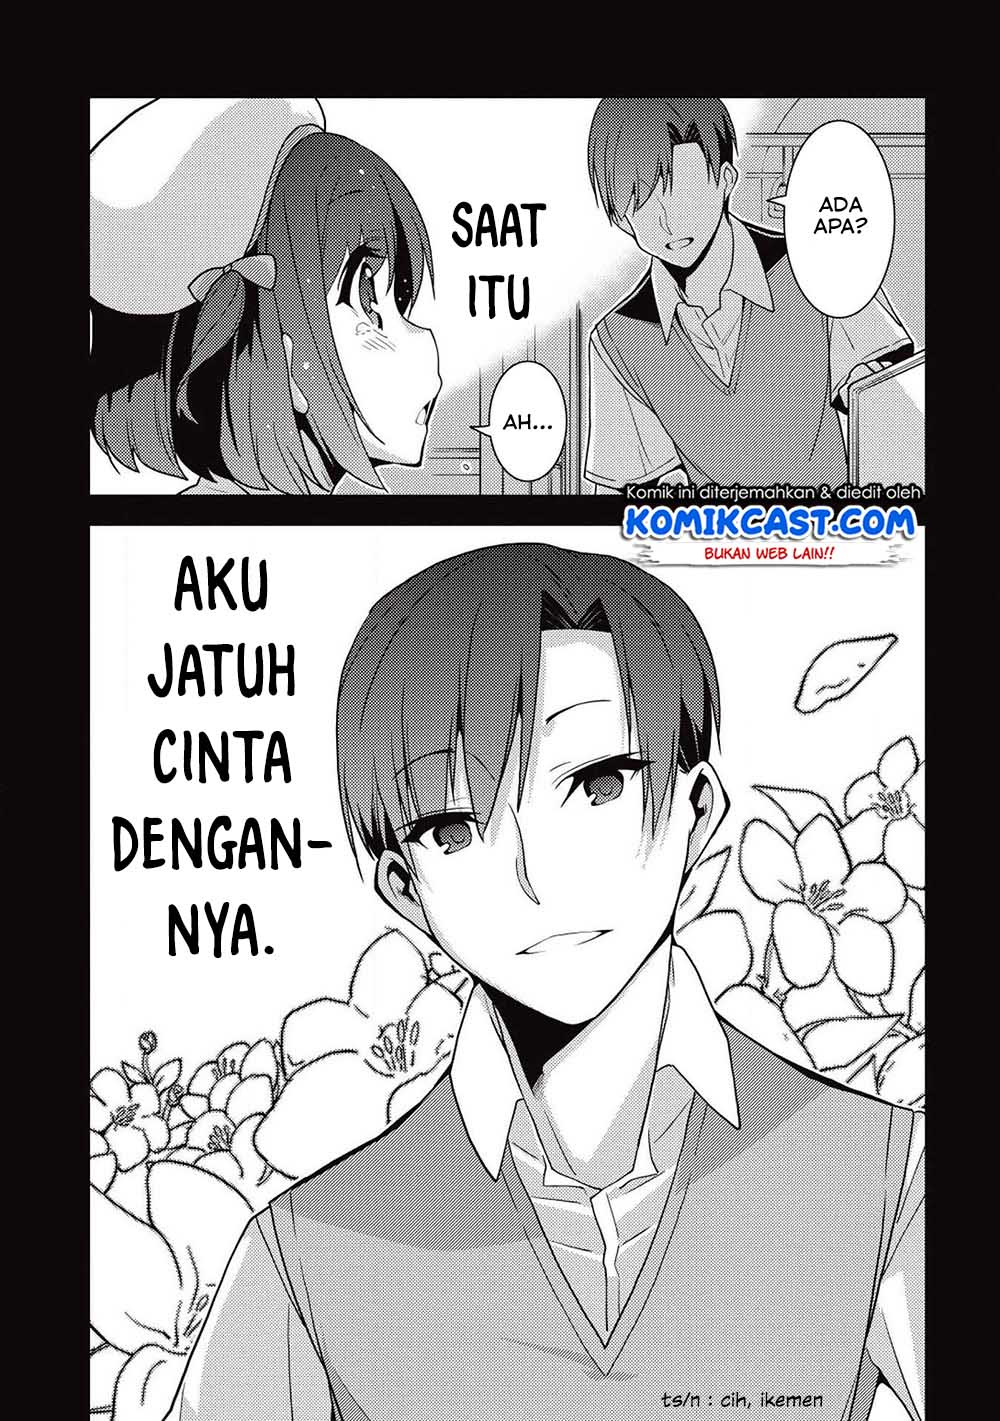 ADA
APA?
SAAT
ITU
AH...
Komik ini diterjemahkan & diedit oleh
KOMIKCAST.COM
BUKAN WEB LAIN!!
AKU
JATUH
CINTA
DENGAN-
NYA.
ts/n : cih, ikemen